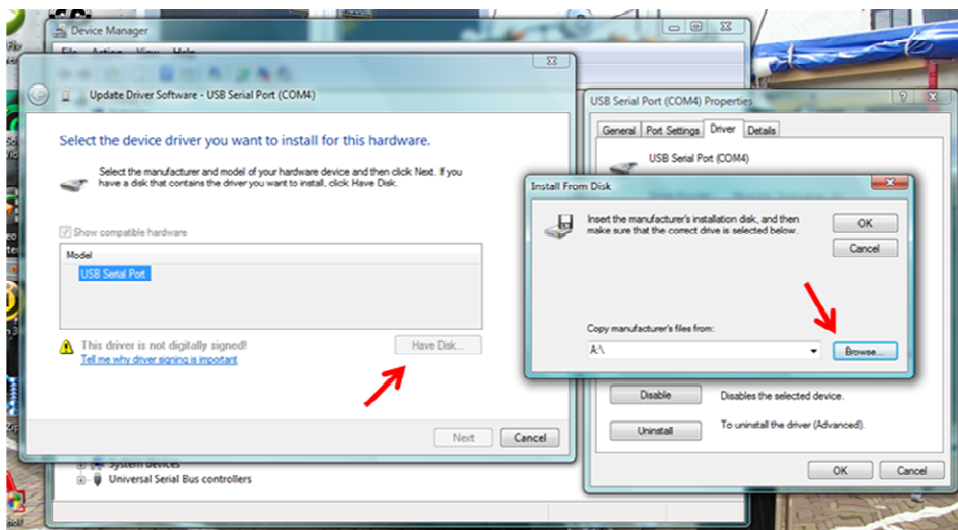 Device Manager
File Action View Help
Update Driver Software - USB Serial Port (COM4)
Select the device driver you want to install for this hardware.
Select the manufacturer and model of your hardware device and then click Next. If you
have a disk that contains the driver you want to install, click Have Disk.
Show compatible hardware
Model
USB Serial Port
This driver is not digitally signed!
Tell me why driver signing is important
Have Disk...
Next
Cancel
System devices
Universal Serial Bus controllers
USB Serial Port (COM4) Properties
General
Port Settings
Driver
Details
USB Serial Port (COM4)
Install From Disk
Insert the manufacturer's installation disk, and then
make sure that the correct drive is selected below.
OK
Cancel
Copy manufacturer's files from:
A:\
Browse...
Disable
Disables the selected device.
Uninstall
To uninstall the driver (Advanced).
OK
Cancel